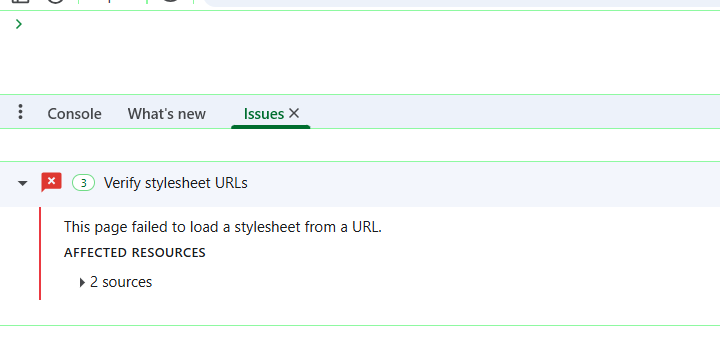 Console What's new Issues
3 Verify stylesheet URLs
This page failed to load a stylesheet from a URL.
AFFECTED RESOURCES
2 sources